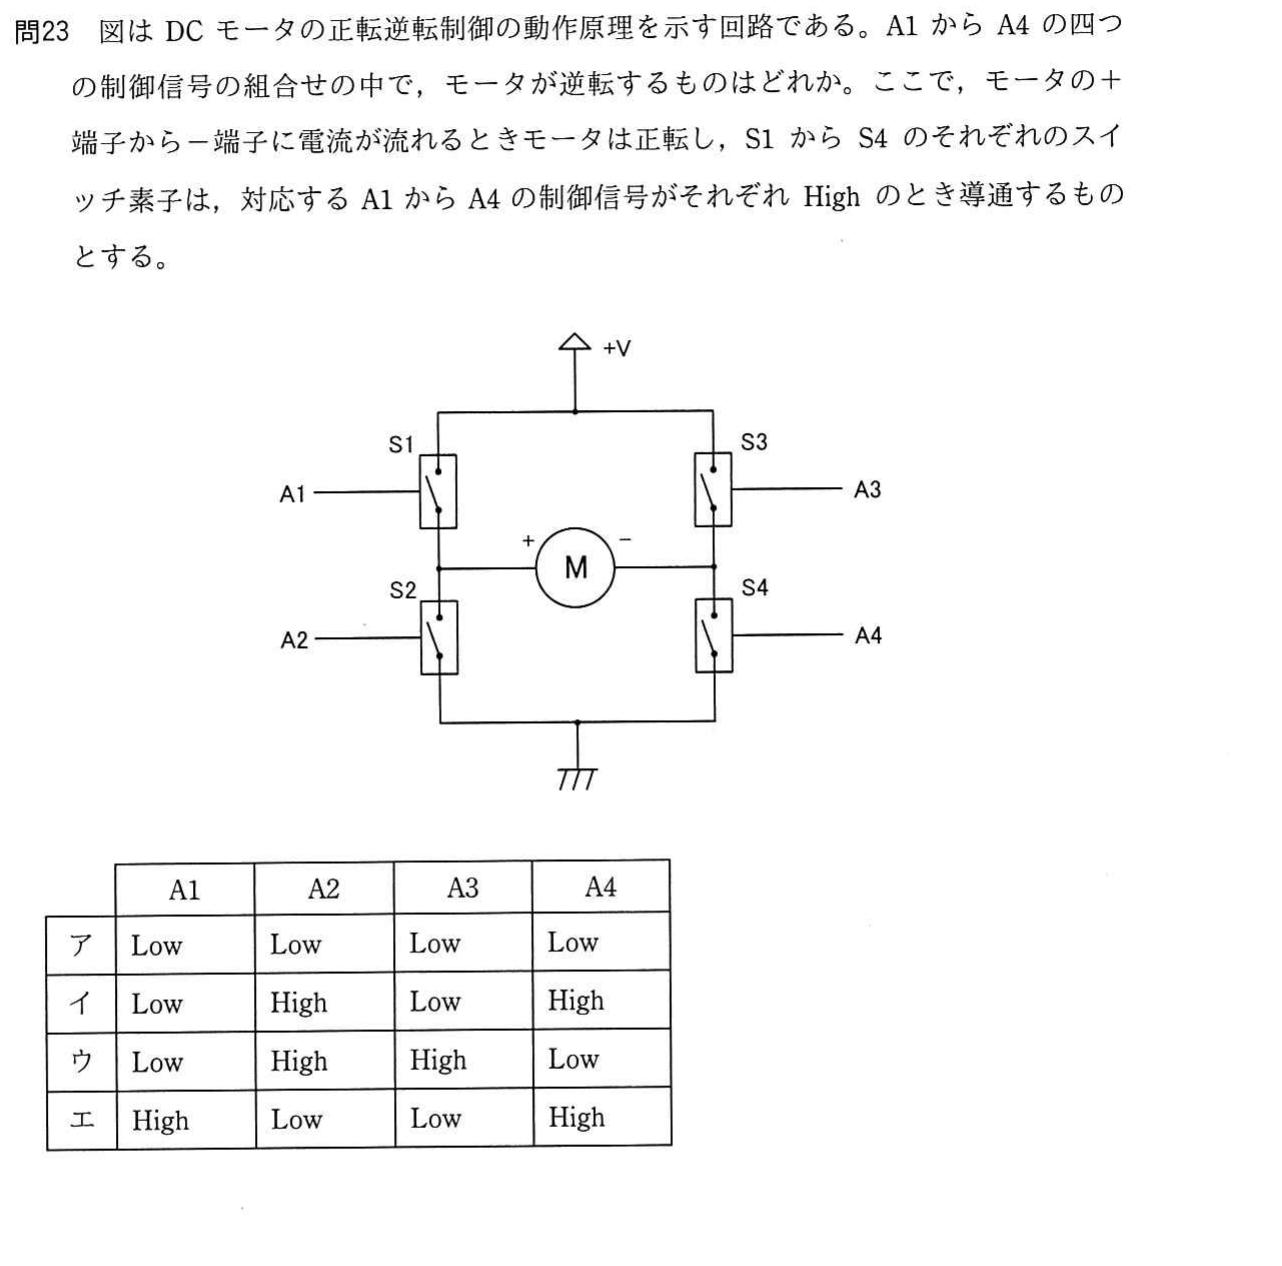 問23　図は DC モータの正転逆転制御の動作原理を示す回路である。A1 から A4 の四つ
の制御信号の組合せの中で，モータが逆転するものはどれか。ここで，モータの＋
端子から－端子に電流が流れるときモータは正転し，S1 から S4 のそれぞれのスイ
ッチ素子は，対応する A1 から A4 の制御信号がそれぞれ High のとき導通するもの
とする。
+V
S1
S3
A1
A3
+
−
M
S2
S4
A2
A4
A1 A2 A3 A4
ア Low Low Low Low
イ Low High Low High
ウ Low High High Low
エ High Low Low High